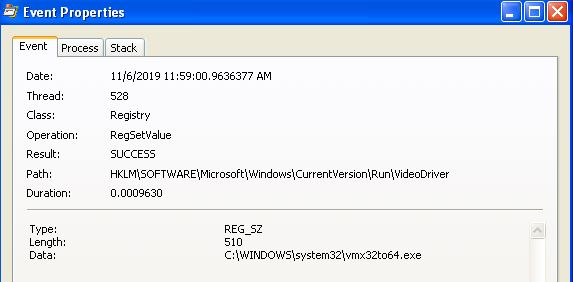 Event Properties
Event Process Stack
Date: 11/6/2019 11:59:00.9636377 AM
Thread: 528
Class: Registry
Operation: RegSetValue
Result: SUCCESS
Path: HKLM\SOFTWARE\Microsoft\Windows\CurrentVersion\Run\VideoDriver
Duration: 0.0009630
Type: REG_SZ
Length: 510
Data: C:\WINDOWS\system32\vmx32to64.exe